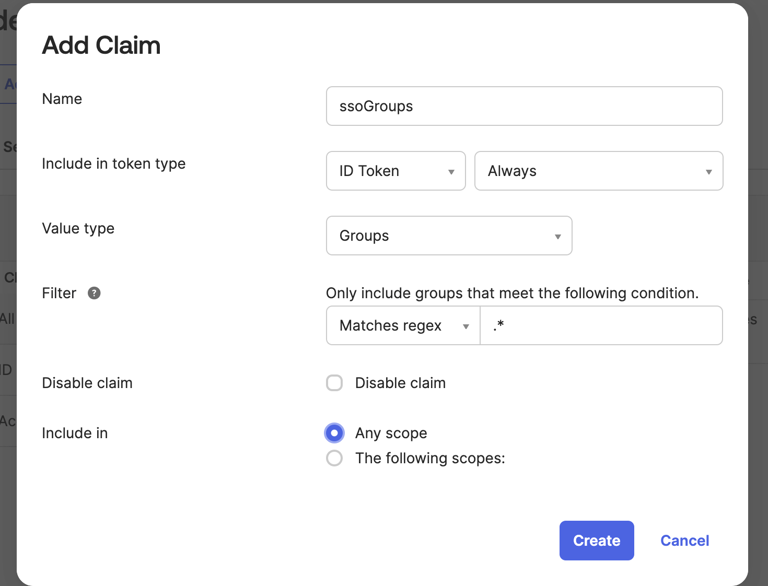 Add Claim
Name
ssoGroups
Include in token type
ID Token
Always
Value type
Groups
Filter ?
Only include groups that meet the following condition.
Matches regex
.*
Disable claim
Disable claim
Include in
Any scope
The following scopes:
Create
Cancel